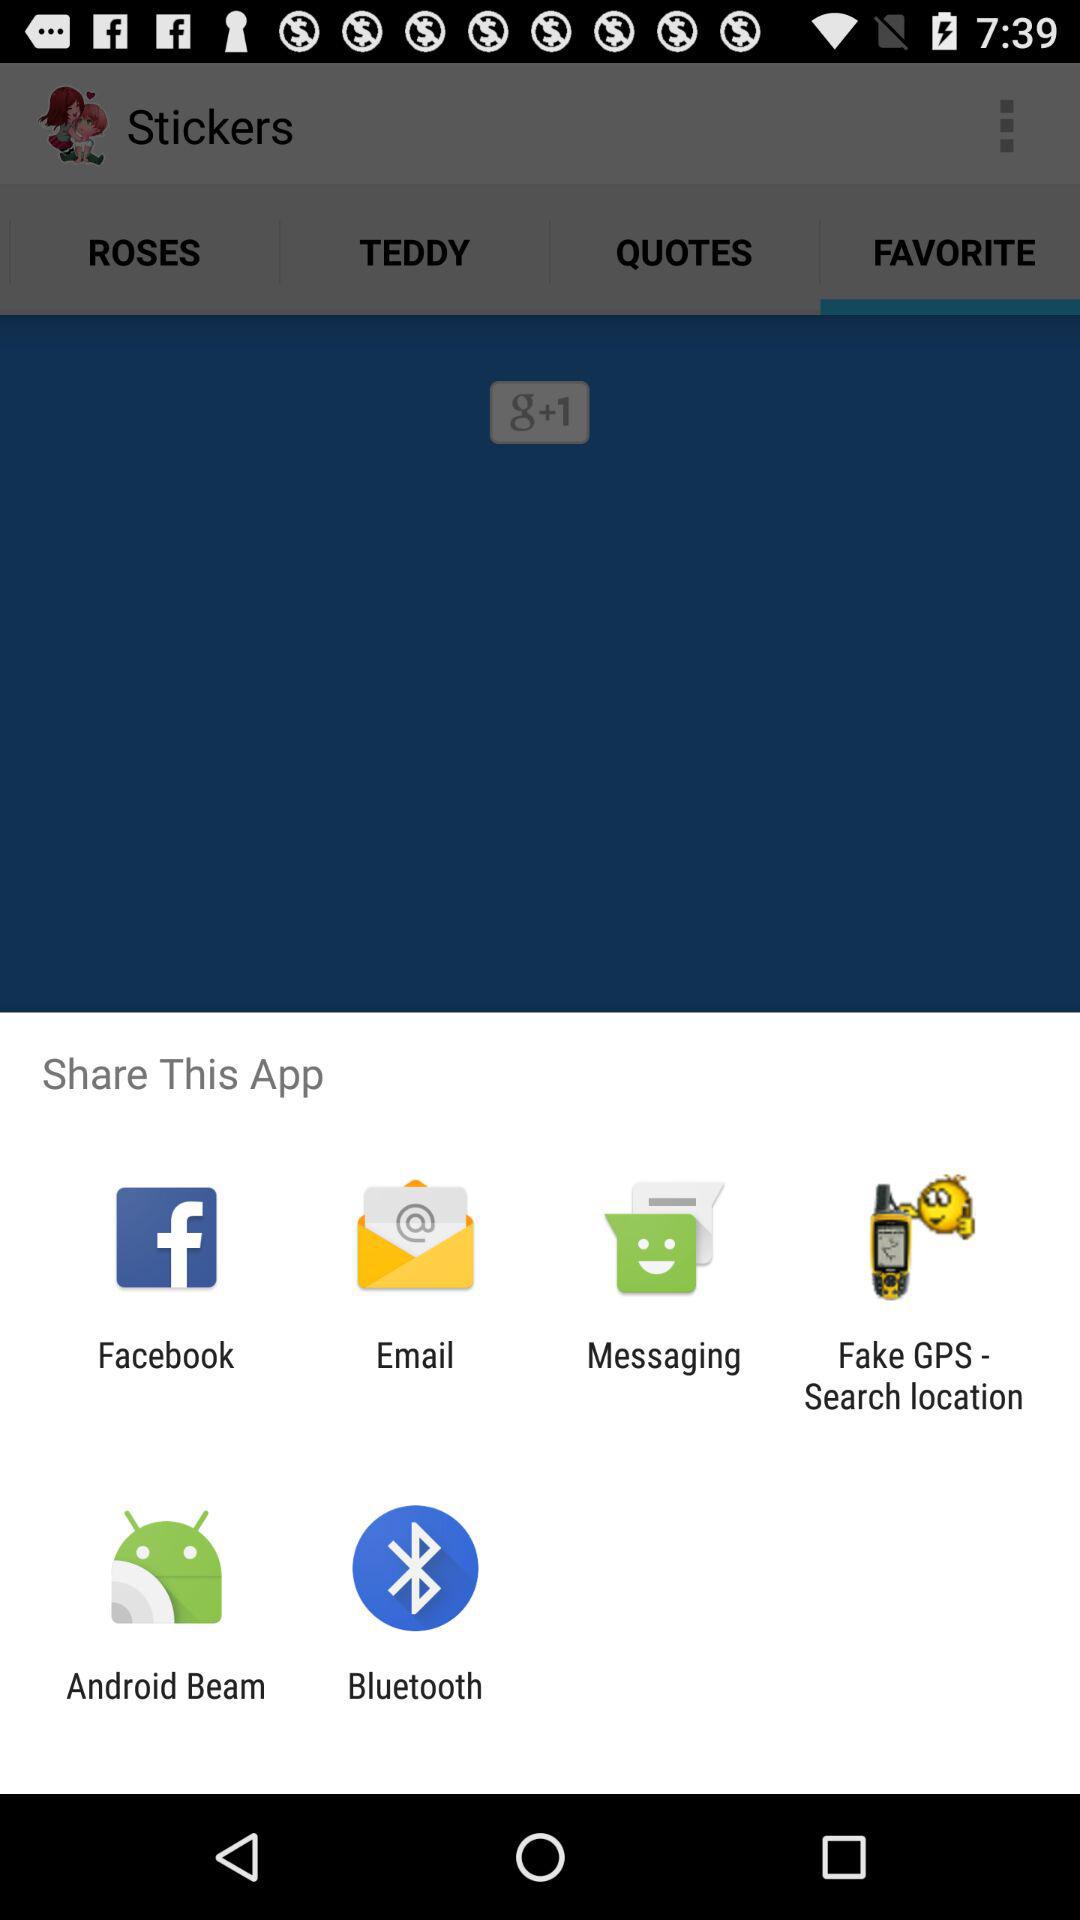 7:39
Stickers
ROSES TEDDY QUOTES FAVORITE
g+1
Share This App
Facebook Email Messaging Fake GPS -
Search location
Android Beam Bluetooth